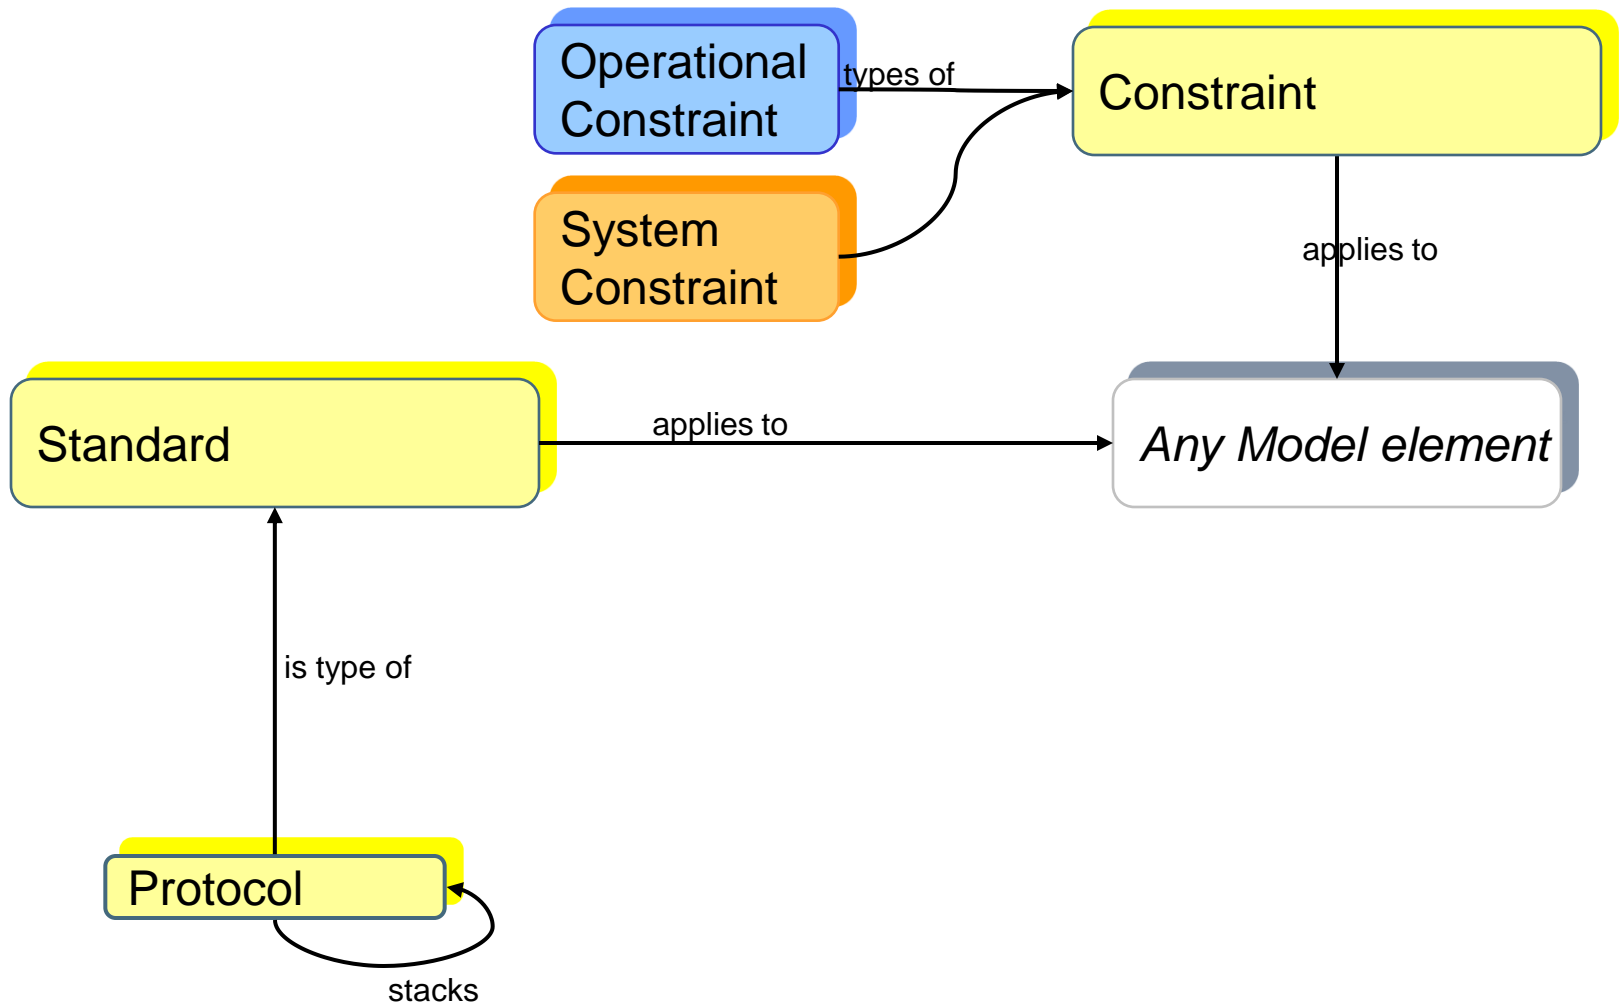 Operational
Constraint
types of
Constraint
System
Constraint
applies to
Standard
applies to
Any Model element
is type of
Protocol
stacks